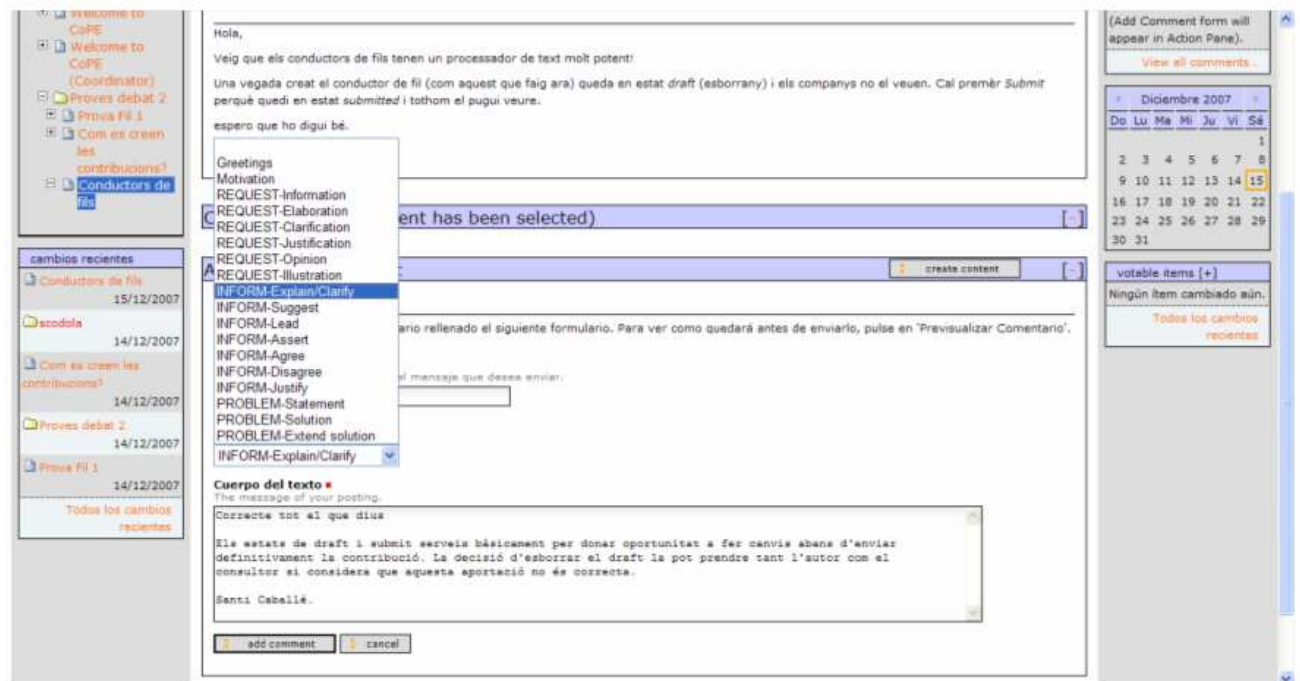 Welcome to
CoPE
Welcome to
CoPE
(Coordinator)
Proves debat 2
Prova Fil 1
Com es creen
les
contribucions?
Conductors de
fils
cambios recientes
Conductors de fils
15/12/2007
scodola
14/12/2007
Com es creen les
contribucions?
14/12/2007
Proves debat 2
14/12/2007
Prova Fil 1
14/12/2007
Todos los cambios
recientes
Hola,
Veig que els conductors de fils tenen un processador de text molt potent!
Una vegada creat el conductor de fil (com aquest que faig ara) queda en estat draft (esborrany) i els companys no el veuen. Cal premèr Submit
perquè quedi en estat submitted i tothom el pugui veure.
espero que ho digui bé.
Greetings
Motivation
REQUEST-Information
REQUEST-Elaboration
REQUEST-Clarification
REQUEST-Justification
REQUEST-Opinion
REQUEST-Illustration
INFORM-Explain/Clarify
INFORM-Suggest
INFORM-Lead
INFORM-Assert
INFORM-Agree
INFORM-Disagree
INFORM-Justify
PROBLEM-Statement
PROBLEM-Solution
PROBLEM-Extend solution
INFORM-Explain/Clarify
ent has been selected) [-]
create content [-]
ario rellenado el siguiente formulario. Para ver como quedará antes de enviarlo, pulse en 'Previsualizar Comentario'.
el mensaje que desea enviar.
Cuerpo del texto
The message of your posting.
Correcte tot el que dius
Els estats de draft i submit serveis bàsicament per donar oportunitat a fer canvis abans d'enviar
definitivament la contribució. La decisió d'esborrar el draft la pot prendre tant l'autor com el
consultor si considera que aquesta aportació no és correcta.
Santi Caballé.
add comment cancel
(Add Comment form will
appear in Action Pane).
View all comments..
Diciembre 2007
Do Lu Ma Mi Ju Vi Sá
1
2 3 4 5 6 7 8
9 10 11 12 13 14 15
16 17 18 19 20 21 22
23 24 25 26 27 28 29
30 31
votable items [+]
Ningún ítem cambiado aún.
Todos los cambios
recientes